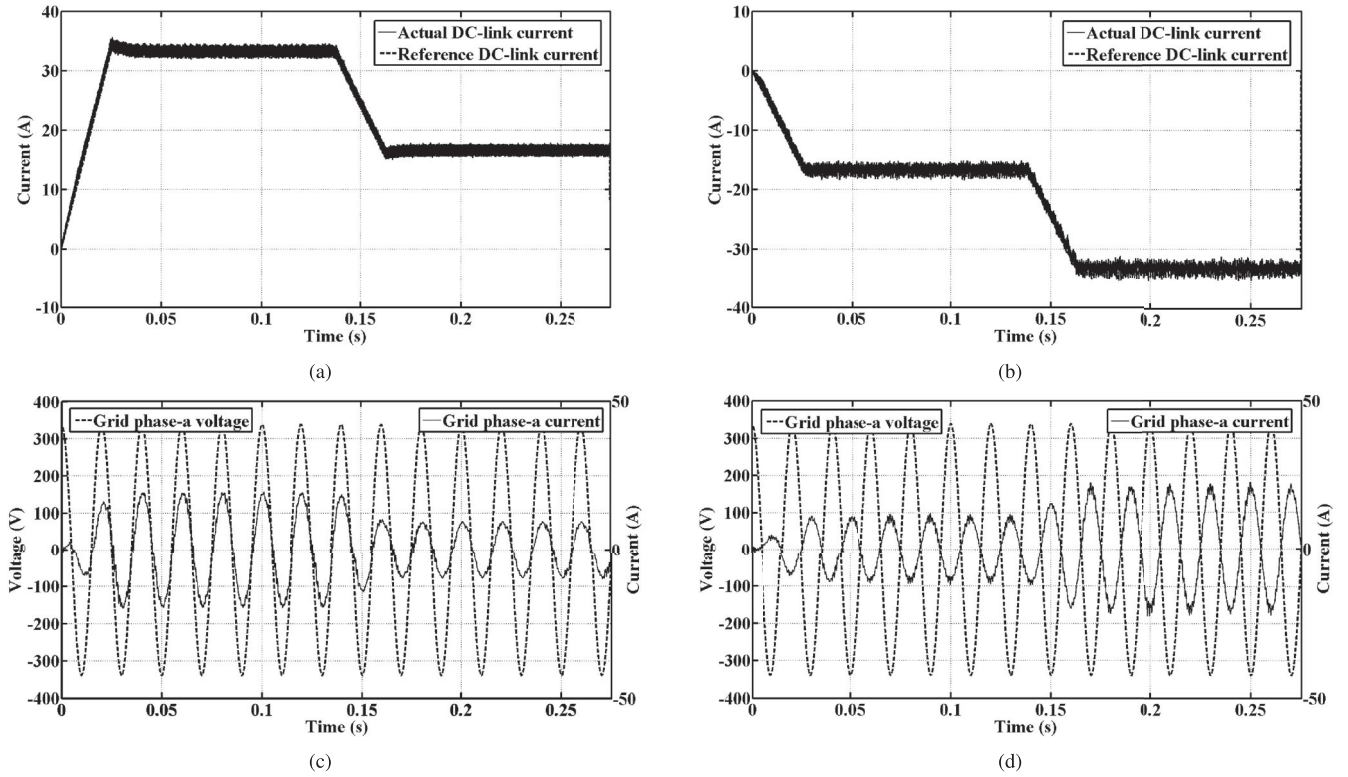 Actual DC-link current
Reference DC-link current
40
30
20
10
0
-10
Current (A)
0
0.05
0.1
0.15
0.2
0.25
Time (s)
(a)
Actual DC-link current
Reference DC-link current
10
0
-10
-20
-30
-40
Current (A)
0
0.05
0.1
0.15
0.2
0.25
Time (s)
(b)
Grid phase-a voltage
Grid phase-a current
400
300
200
100
0
-100
-200
-300
-400
Voltage (V)
50
0
-50
Current (A)
0
0.05
0.1
0.15
0.2
0.25
Time (s)
(c)
Grid phase-a voltage
Grid phase-a current
400
300
200
100
0
-100
-200
-300
-400
Voltage (V)
50
0
-50
Current (A)
0
0.05
0.1
0.15
0.2
0.25
Time (s)
(d)